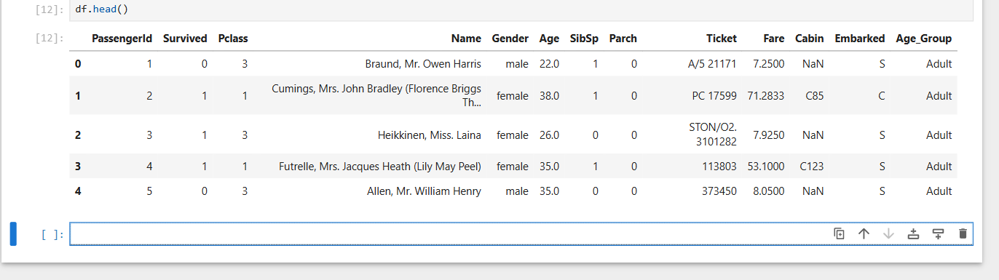 [12]: df.head()
[12]: PassengerId Survived Pclass Name Gender Age SibSp Parch Ticket Fare Cabin Embarked Age_Group
0 1 0 3 Braund, Mr. Owen Harris male 22.0 1 0 A/5 21171 7.2500 NaN S Adult
1 2 1 1 Cumings, Mrs. John Bradley (Florence Briggs Th... female 38.0 1 0 PC 17599 71.2833 C85 C Adult
2 3 1 3 Heikkinen, Miss. Laina female 26.0 0 0 STON/O2. 3101282 7.9250 NaN S Adult
3 4 1 1 Futrelle, Mrs. Jacques Heath (Lily May Peel) female 35.0 1 0 113803 53.1000 C123 S Adult
4 5 0 3 Allen, Mr. William Henry male 35.0 0 0 373450 8.0500 NaN S Adult
[ ]: